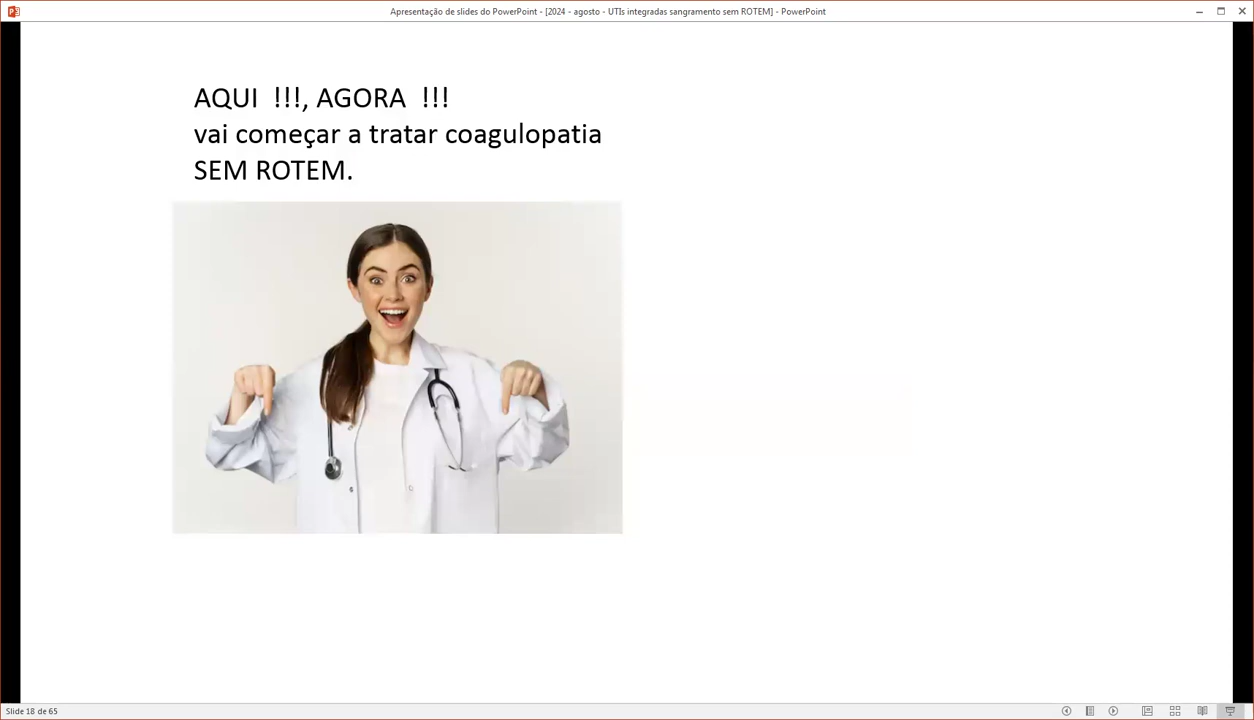 Apresentação de slides do PowerPoint - [2024 - agosto - UTIs integradas sangramento sem ROTEM] - PowerPoint
AQUI !!!, AGORA !!!
vai começar a tratar coagulopatia
SEM ROTEM.
Slide 18 de 65